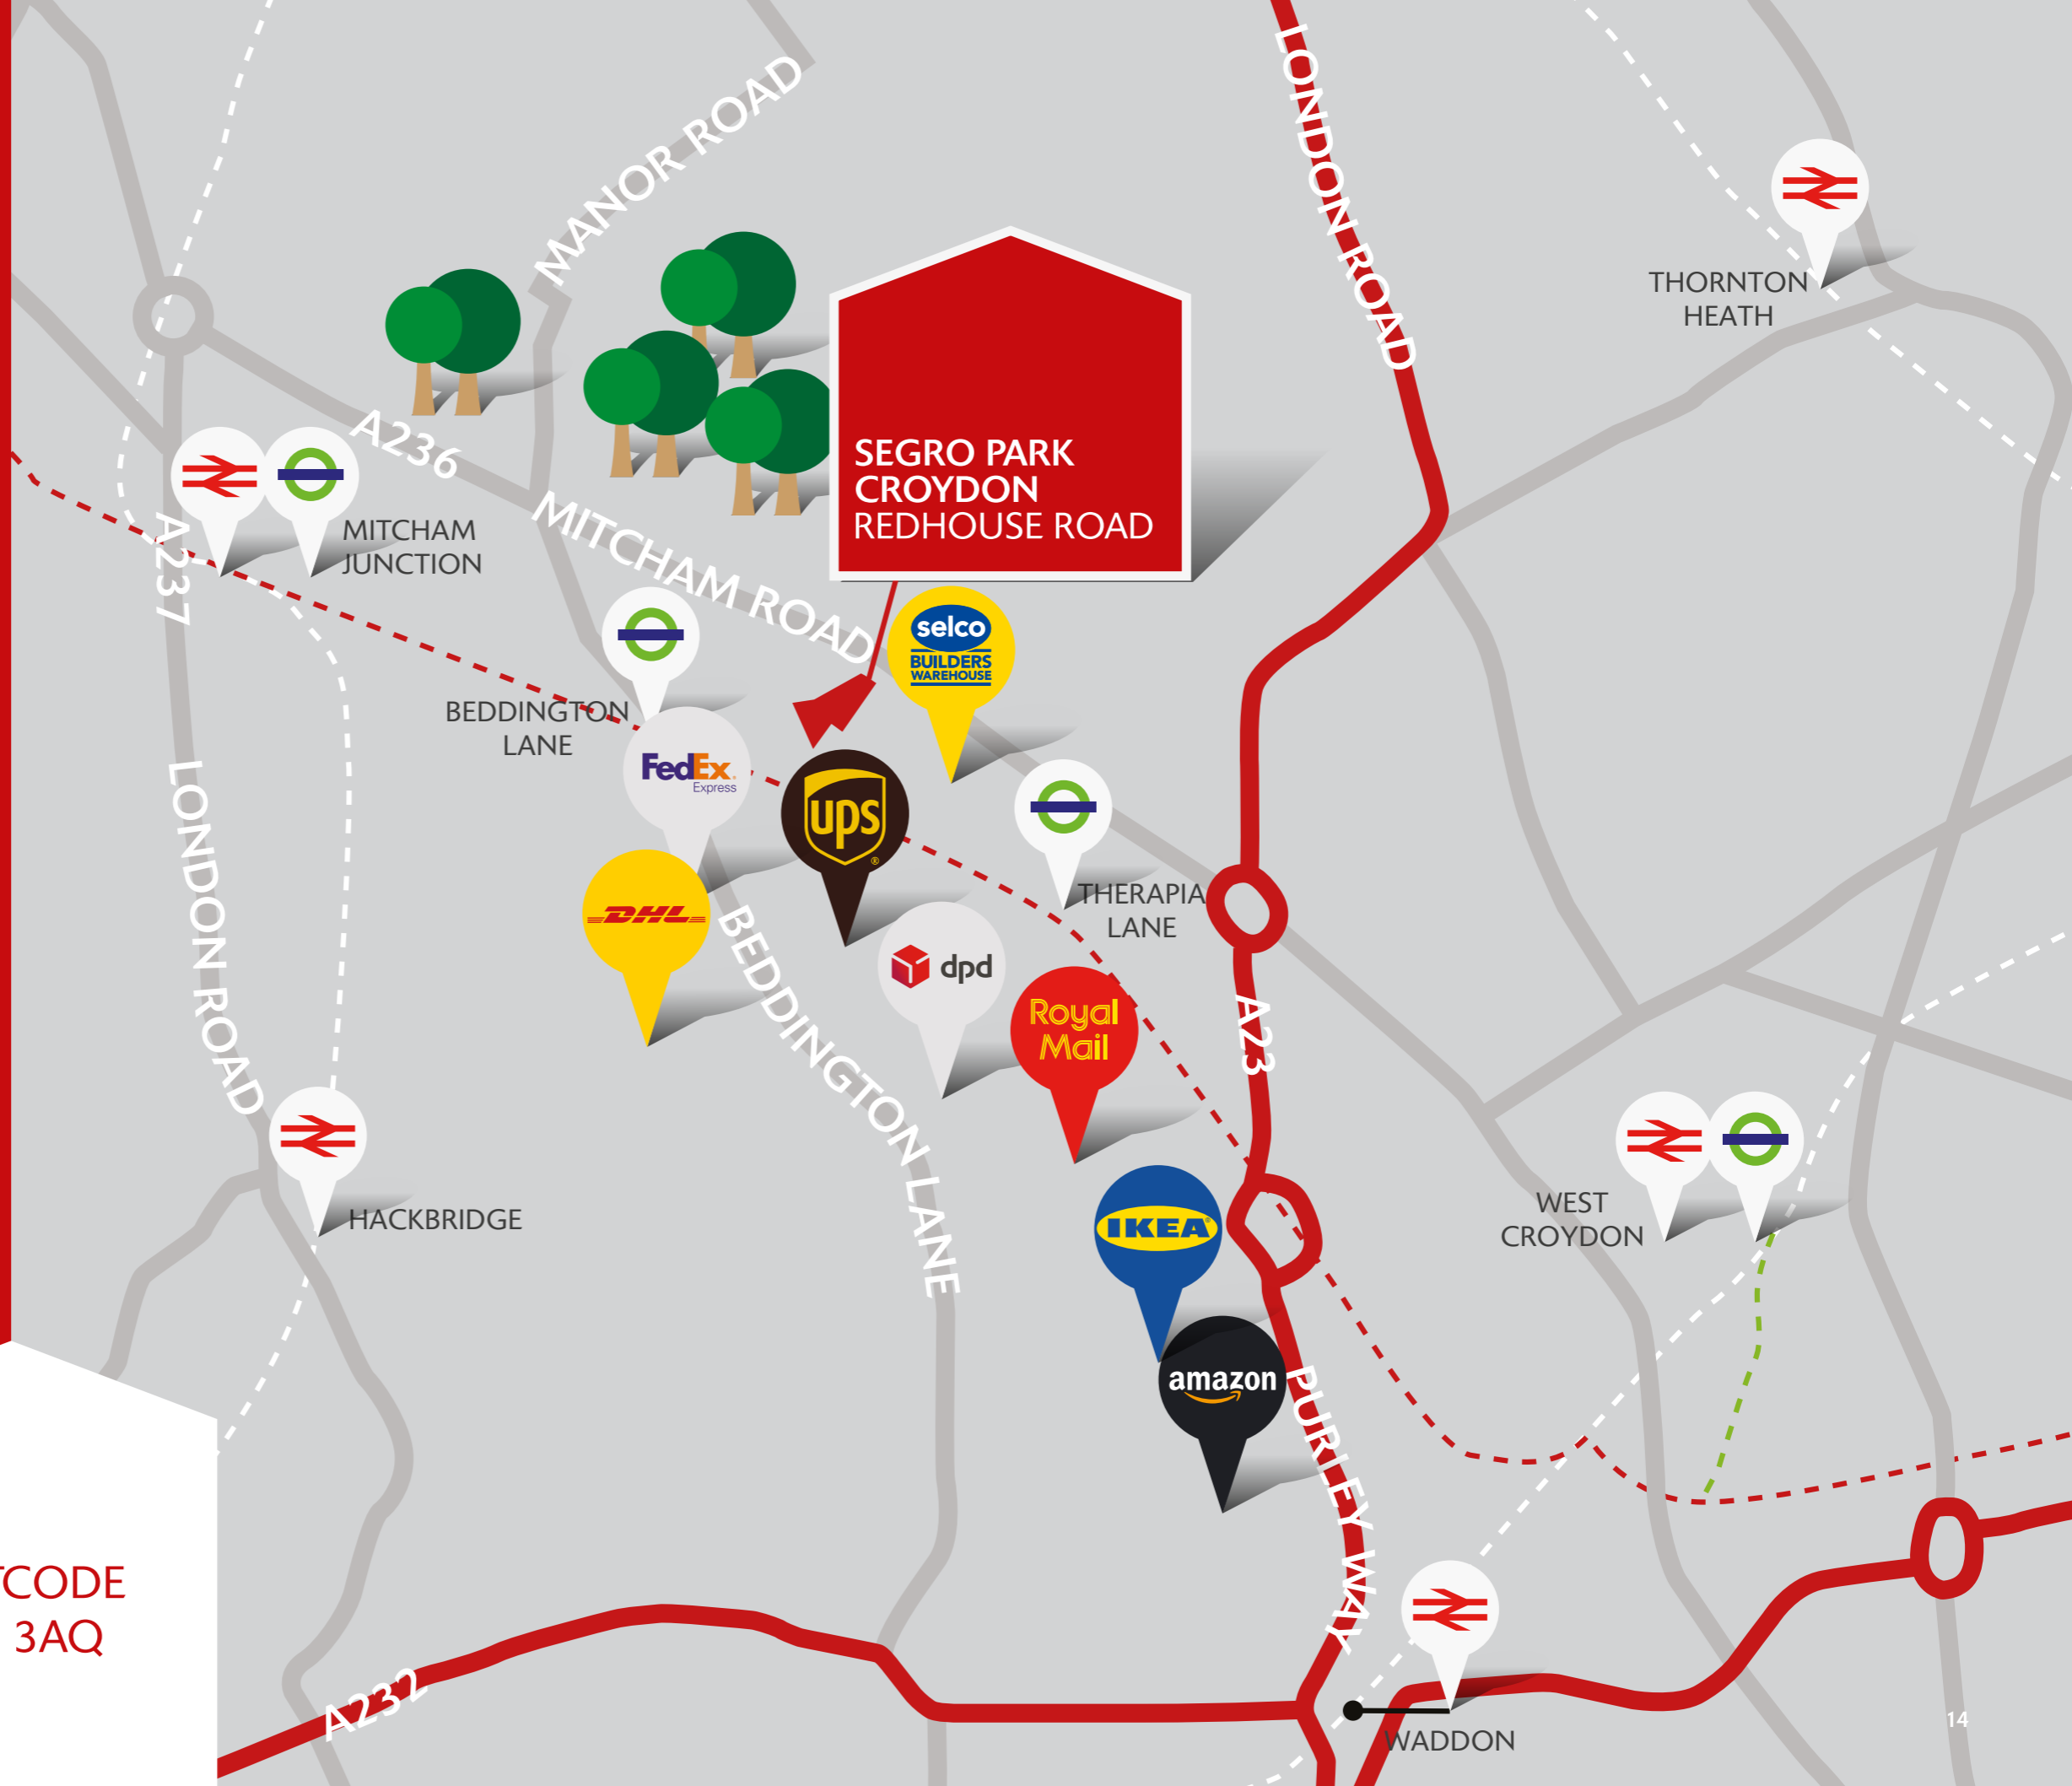 MANOR ROAD
LONDON ROAD
THORNTON
HEATH
A236
SEGRO PARK
CROYDON
REDHOUSE ROAD
MITCHAM
JUNCTION
A237
MITCHAM ROAD
selco
BUILDERS
WAREHOUSE
BEDDINGTON
LANE
FedEx
Express
ups
LONDON ROAD
THERAPIA
LANE
DHL
BEDDINGTON LANE
dpd
Royal
Mail
A23
HACKBRIDGE
WEST
CROYDON
IKEA
amazon
PURLEY WAY
TCODE
3AQ
A232
WADDON
14